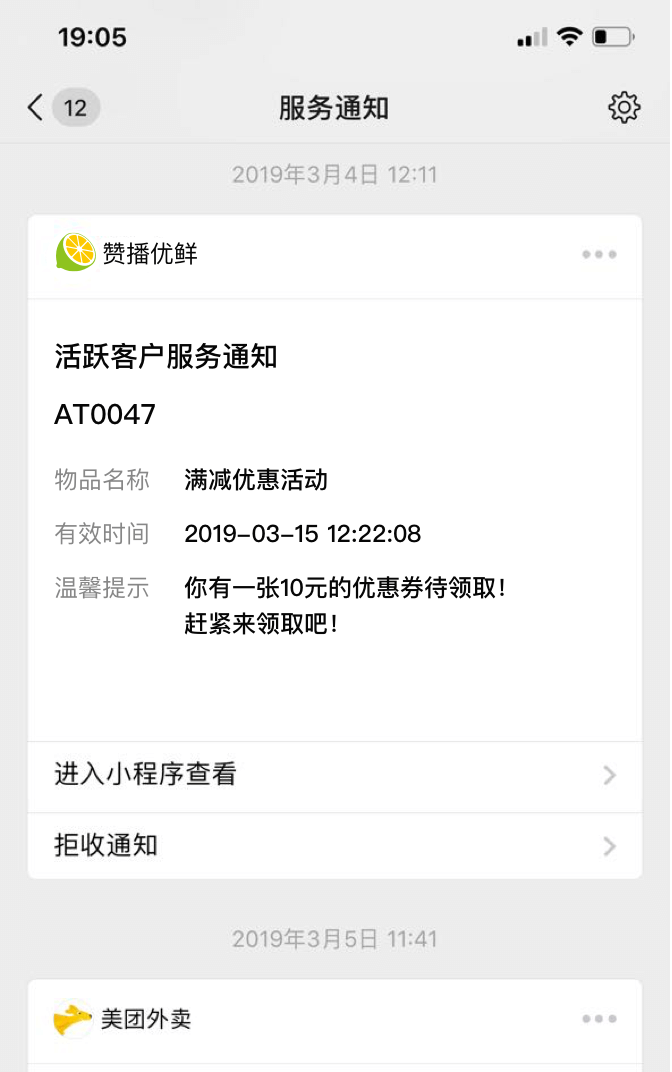 19:05
12
服务通知
2019年3月4日 12:11
赞播优鲜
活跃客户服务通知
AT0047
物品名称 满减优惠活动
有效时间 2019-03-15 12:22:08
温馨提示 你有一张10元的优惠券待领取!
赶紧来领取吧!
进入小程序查看
拒收通知
2019年3月5日 11:41
美团外卖